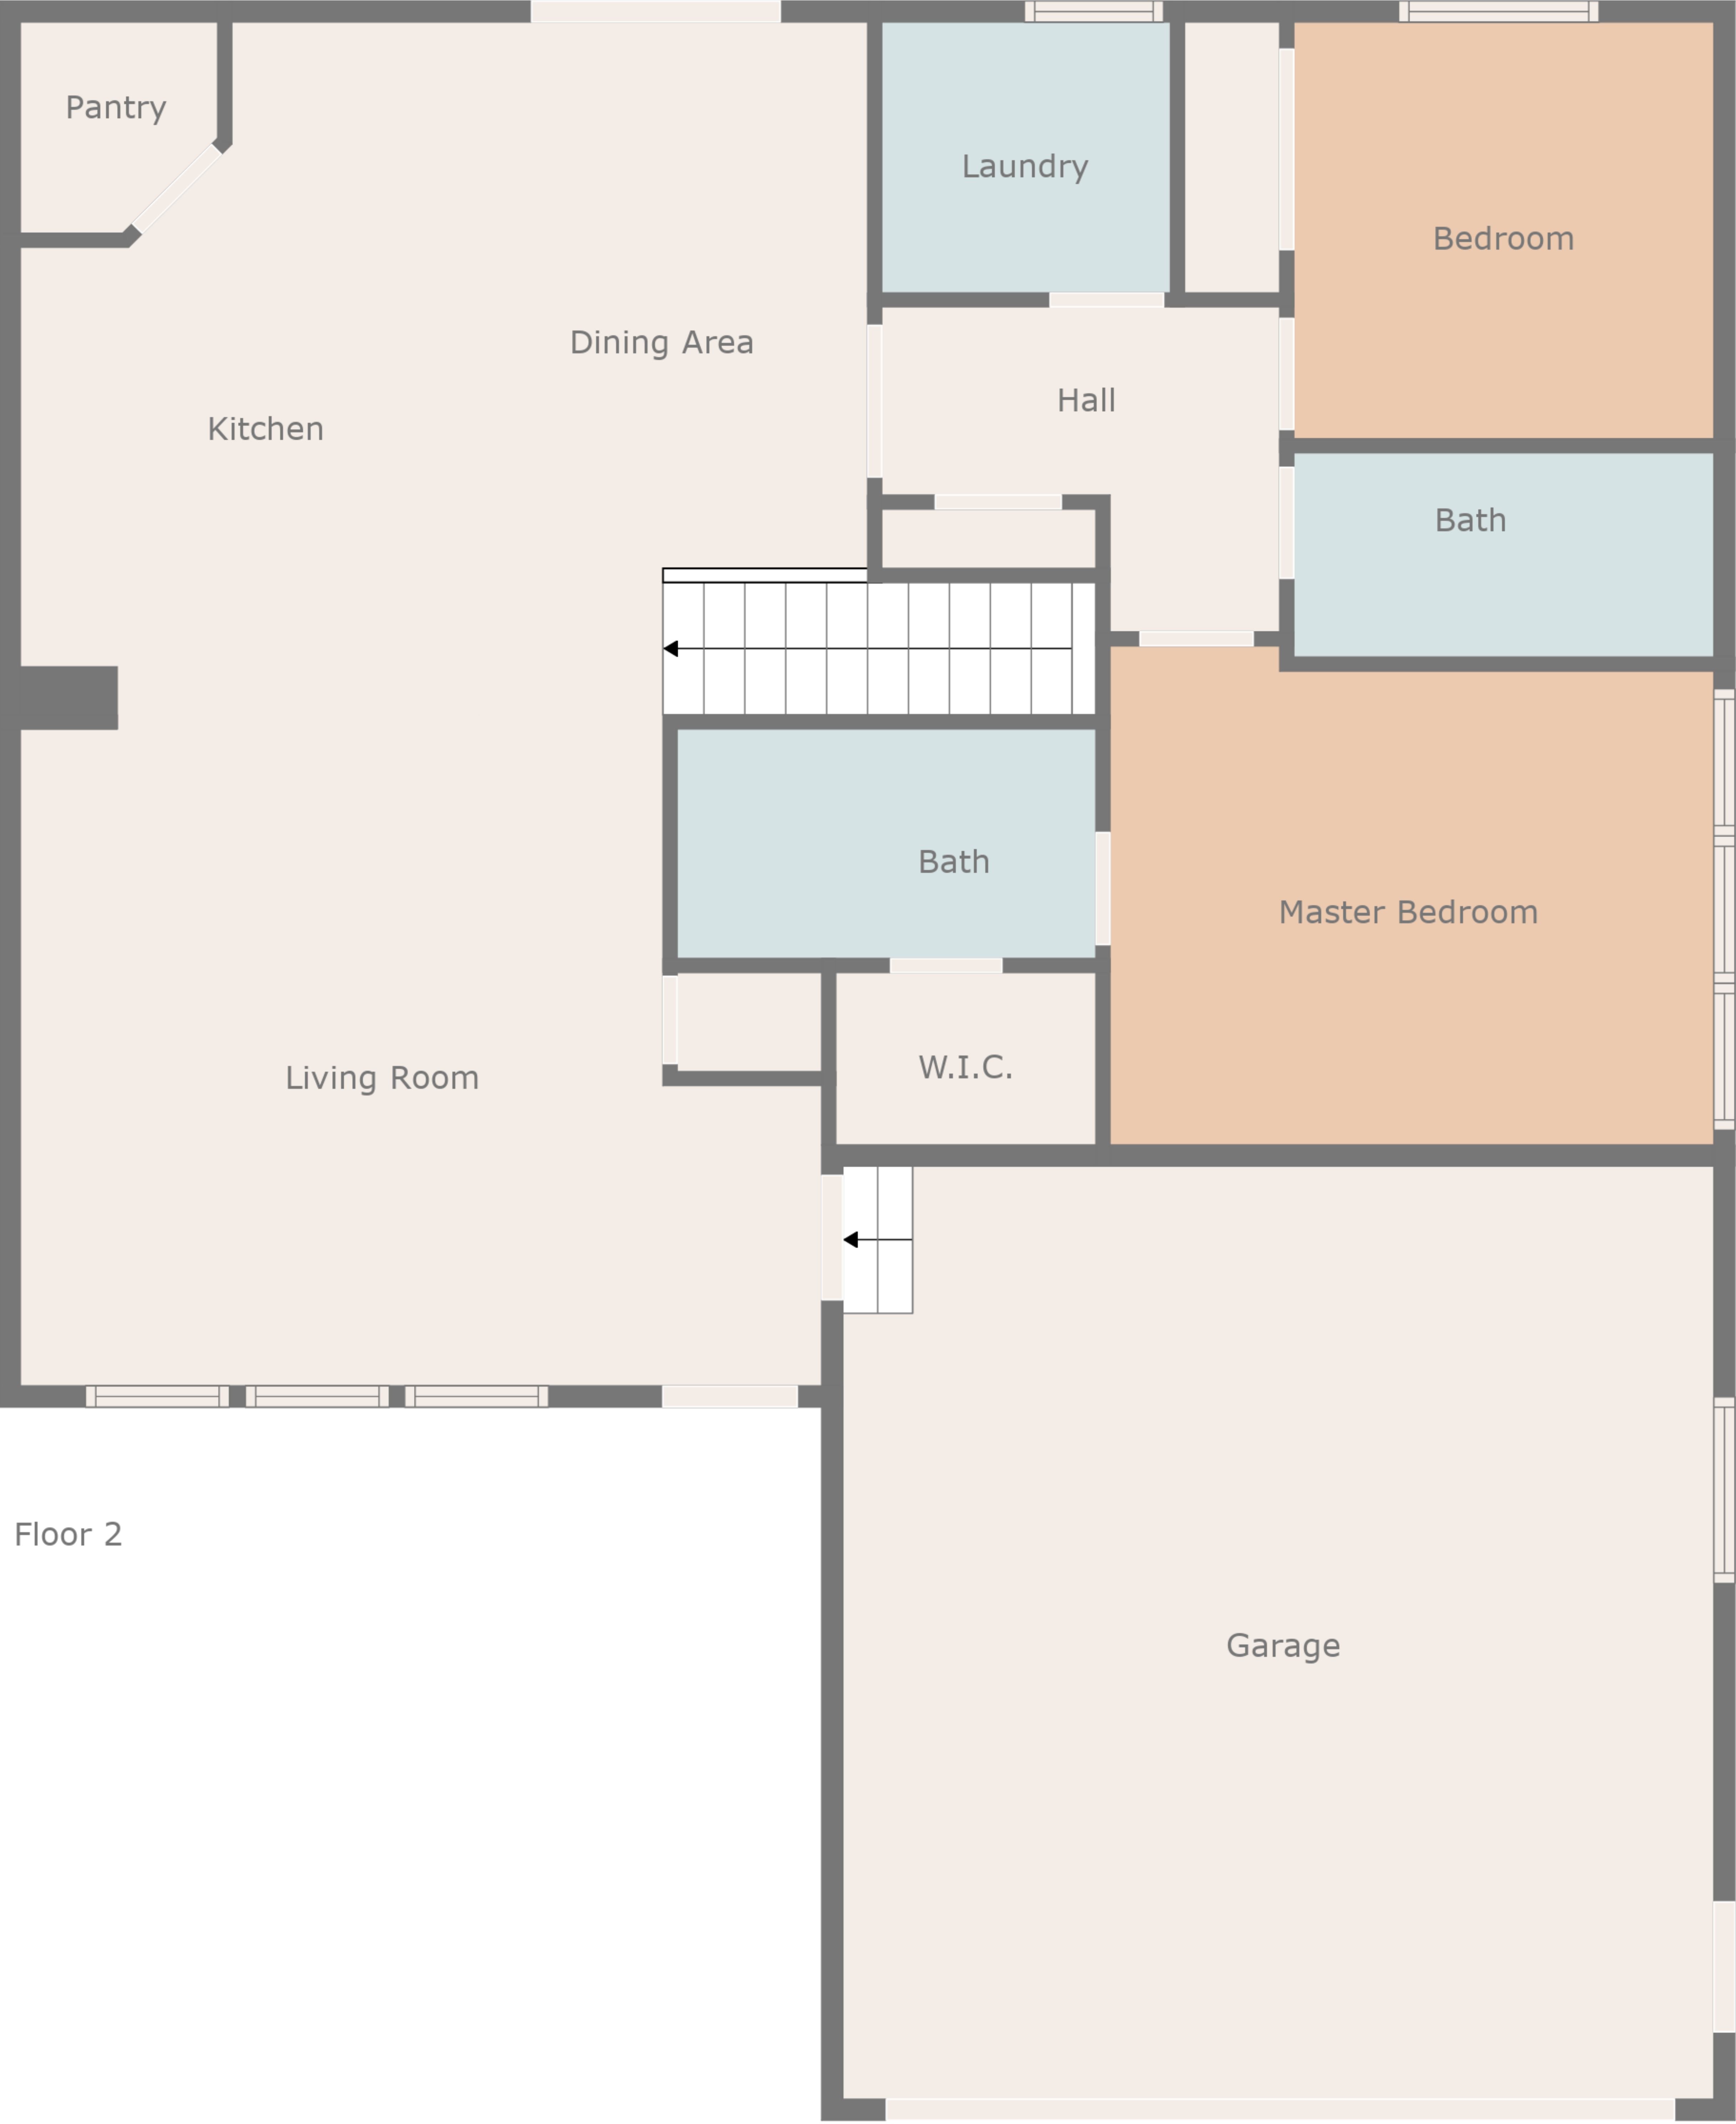 Pantry
Laundry
Bedroom
Dining Area
Hall
Kitchen
Bath
Bath
Master Bedroom
W.I.C.
Living Room
Floor 2
Garage